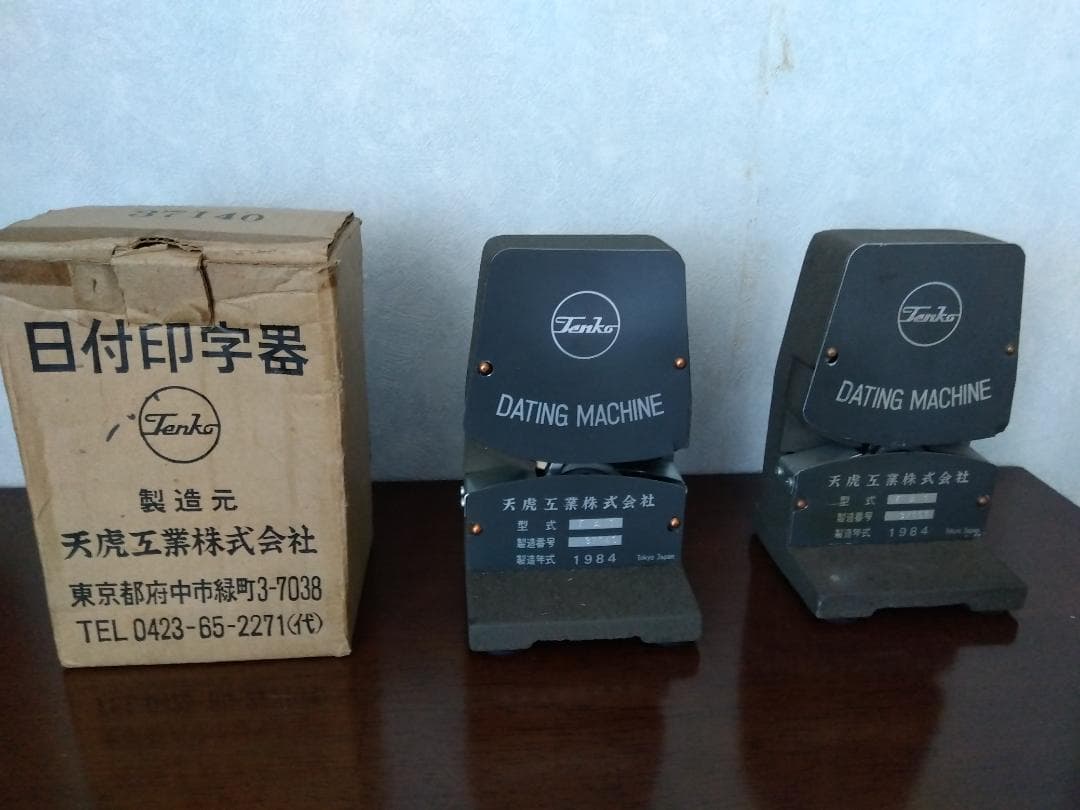 37140
日付印字器
Tenko
製造元
天虎工業株式会社
東京都府中市緑町3-7038
TEL 0423-65-2271(代)
Tenko
DATING MACHINE
天虎工業株式会社
型式
製造番号
製造年式 1984
Tokyo Japan
Tenko
DATING MACHINE
天虎工業株式会社
型式
製造番号
製造年式 1984
Tokyo Japan